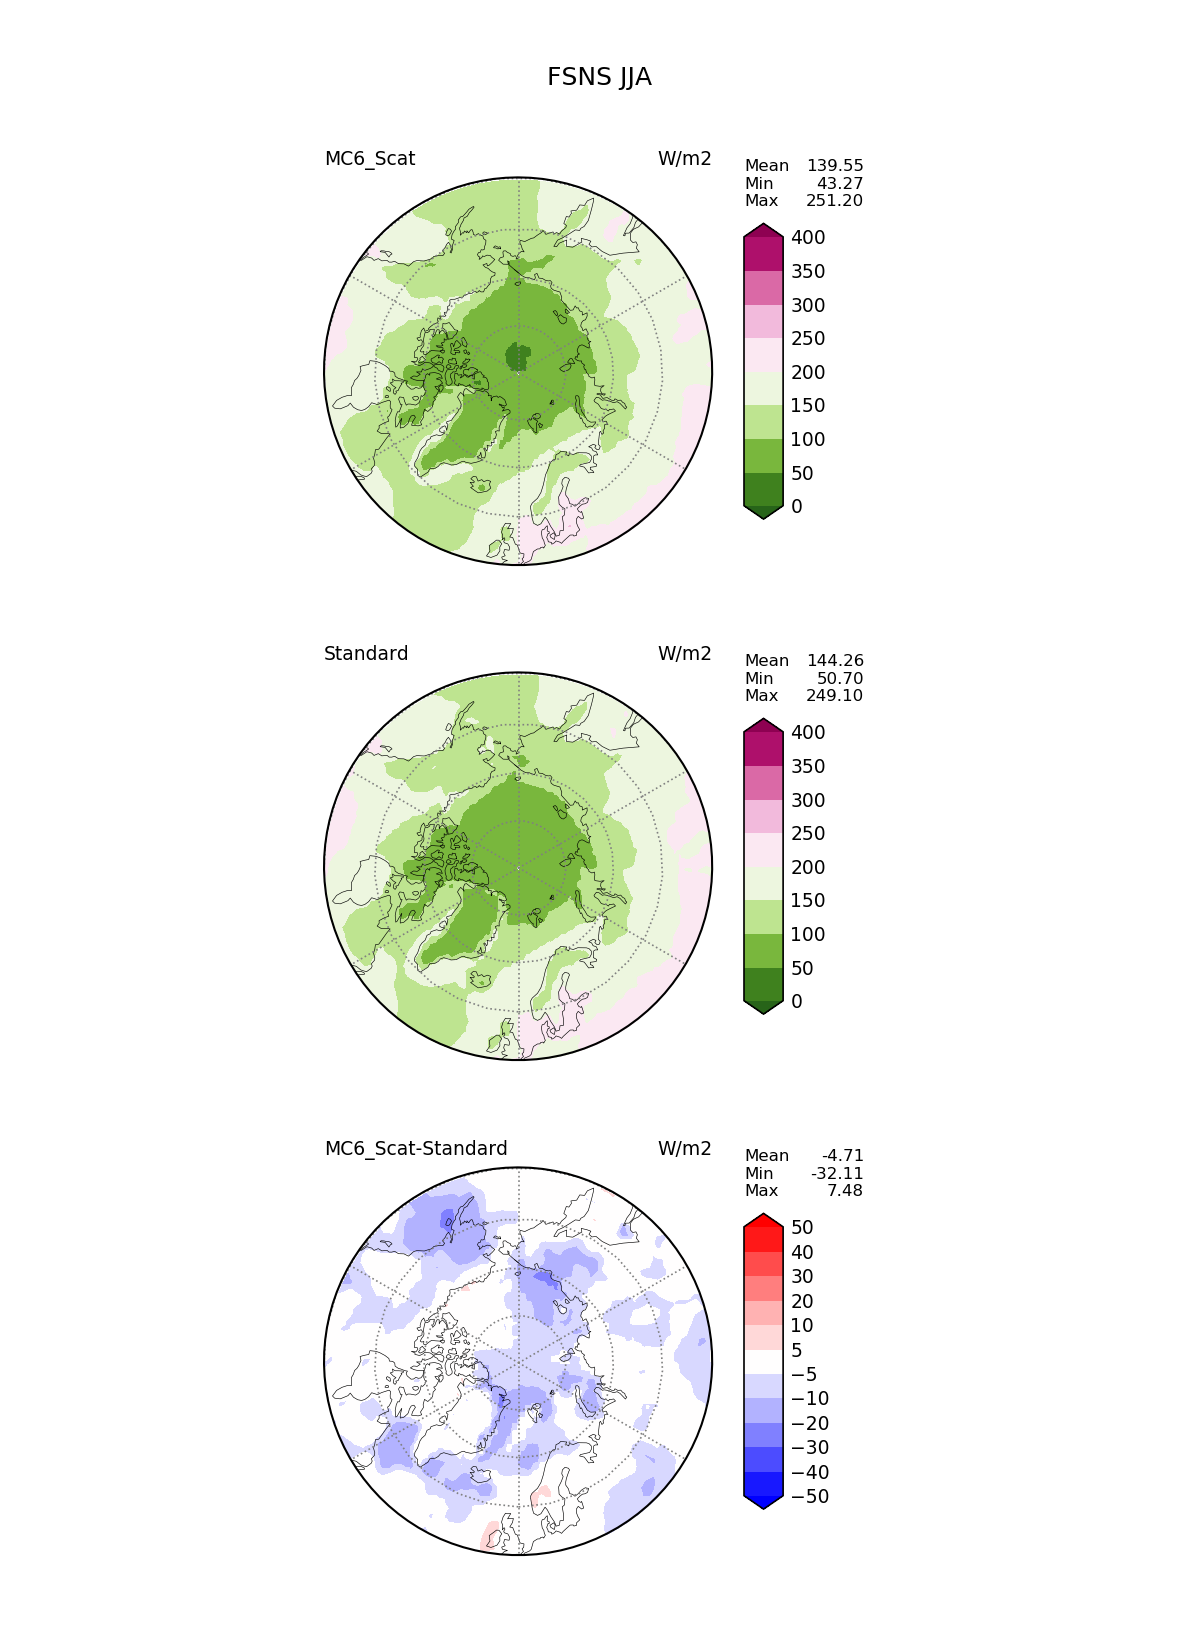 FSNS JJA
MC6_Scat W/m2
Mean 139.55
Min 43.27
Max 251.20
400
350
300
250
200
150
100
50
0
Standard W/m2
Mean 144.26
Min 50.70
Max 249.10
400
350
300
250
200
150
100
50
0
MC6_Scat-Standard W/m2
Mean -4.71
Min -32.11
Max 7.48
50
40
30
20
10
5
−5
−10
−20
−30
−40
−50